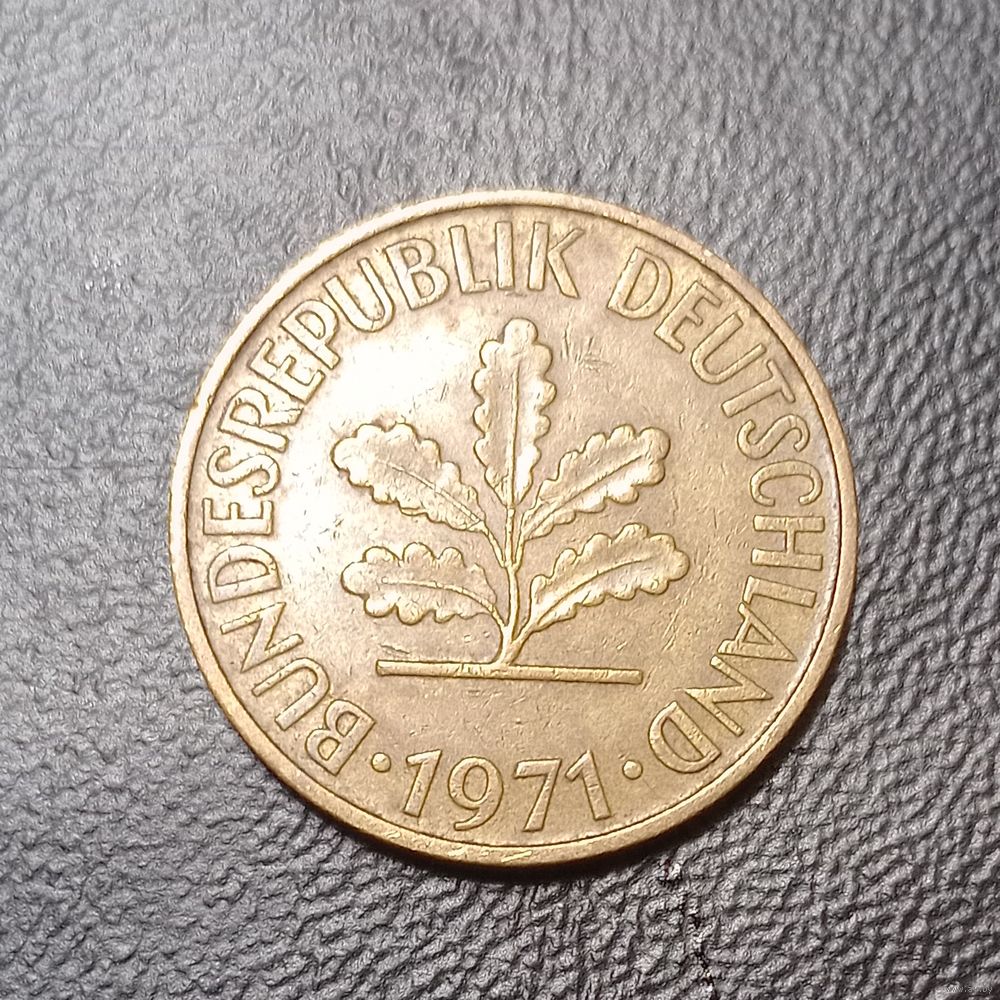 BUNDESREPUBLIK DEUTSCHLAND
· 1971 ·